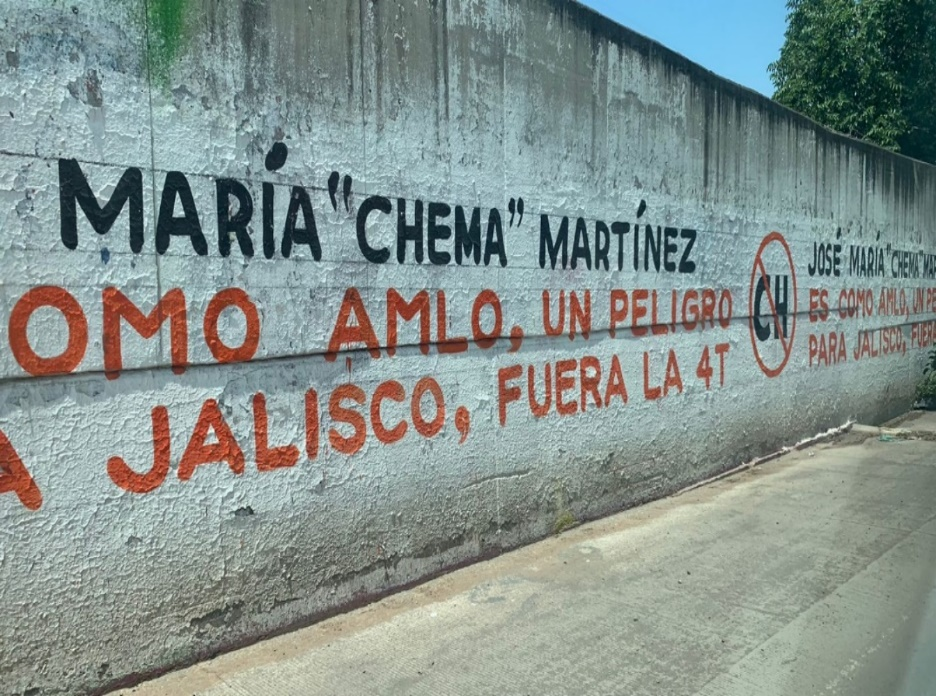 MARÍA "CHEMA" MARTÍNEZ
OMO AMLO, UN PELIGRO
A JALISCO, FUERA LA 4T
CH
JOSÉ MARÍA "CHEMA"
ES COMO AMLO, UN
PARA JALISCO,